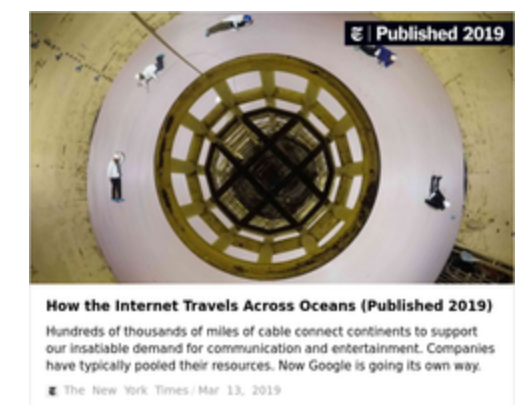 Published 2019
How the Internet Travels Across Oceans (Published 2019)
Hundreds of thousands of miles of cable connect continents to support
our insatiable demand for communication and entertainment. Companies
have typically pooled their resources. Now Google is going its own way.
The New York Times / Mar 13, 2019